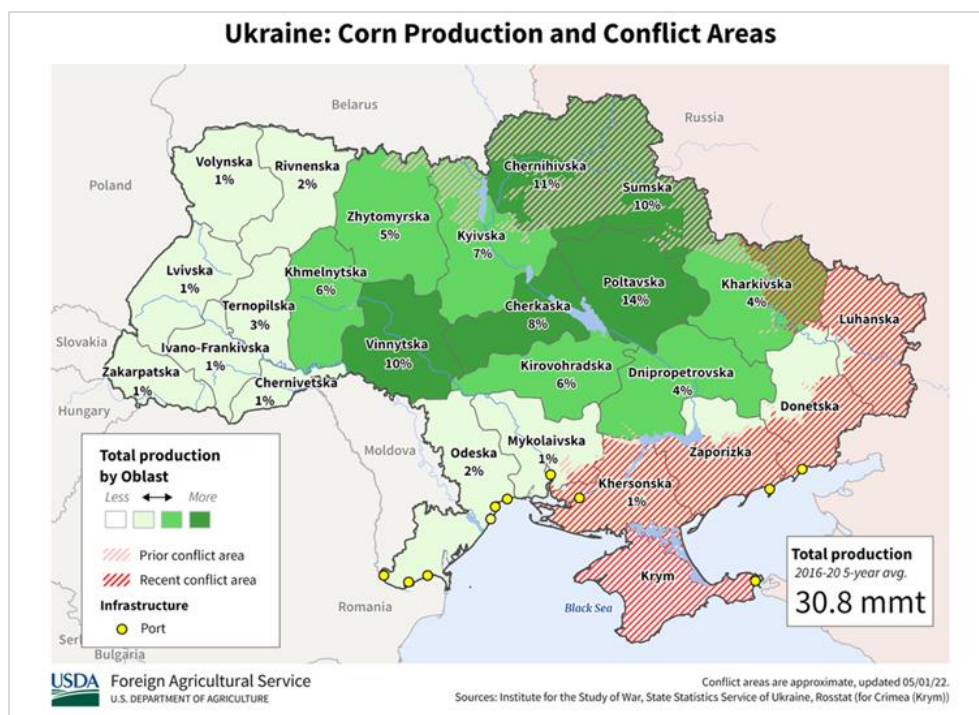 Ukraine: Corn Production and Conflict Areas
Belarus
Russia
Poland
Volynska
1%
Rivnenska
2%
Chernihivska
11%
Sumska
10%
Zhytomyrska
5%
Kyivska
7%
Lvivska
1%
Khmelnytska
6%
Ternopilska
3%
Poltavska
14%
Kharkivska
4%
Cherkaska
8%
Luhanska
Slovakia
Ivano-Frankivska
1%
Vinnytska
10%
Zakarpatska
1%
Chernivetska
1%
Kirovohradska
6%
Dnipropetrovska
4%
Hungary
Donetska
Moldova
Odeska
2%
Mykolaivska
1%
Zaporizka
Khersonska
1%
Krym
Black Sea
Romania
Ser
Bulgaria
Total production
by Oblast
Less More
Prior conflict area
Recent conflict area
Infrastructure
Port
Total production
2016-20 5-year avg.
30.8 mmt
USDA Foreign Agricultural Service
U.S. DEPARTMENT OF AGRICULTURE
Conflict areas are approximate, updated 05/01/22.
Sources: Institute for the Study of War, State Statistics Service of Ukraine, Rosstat (for Crimea (Krym))